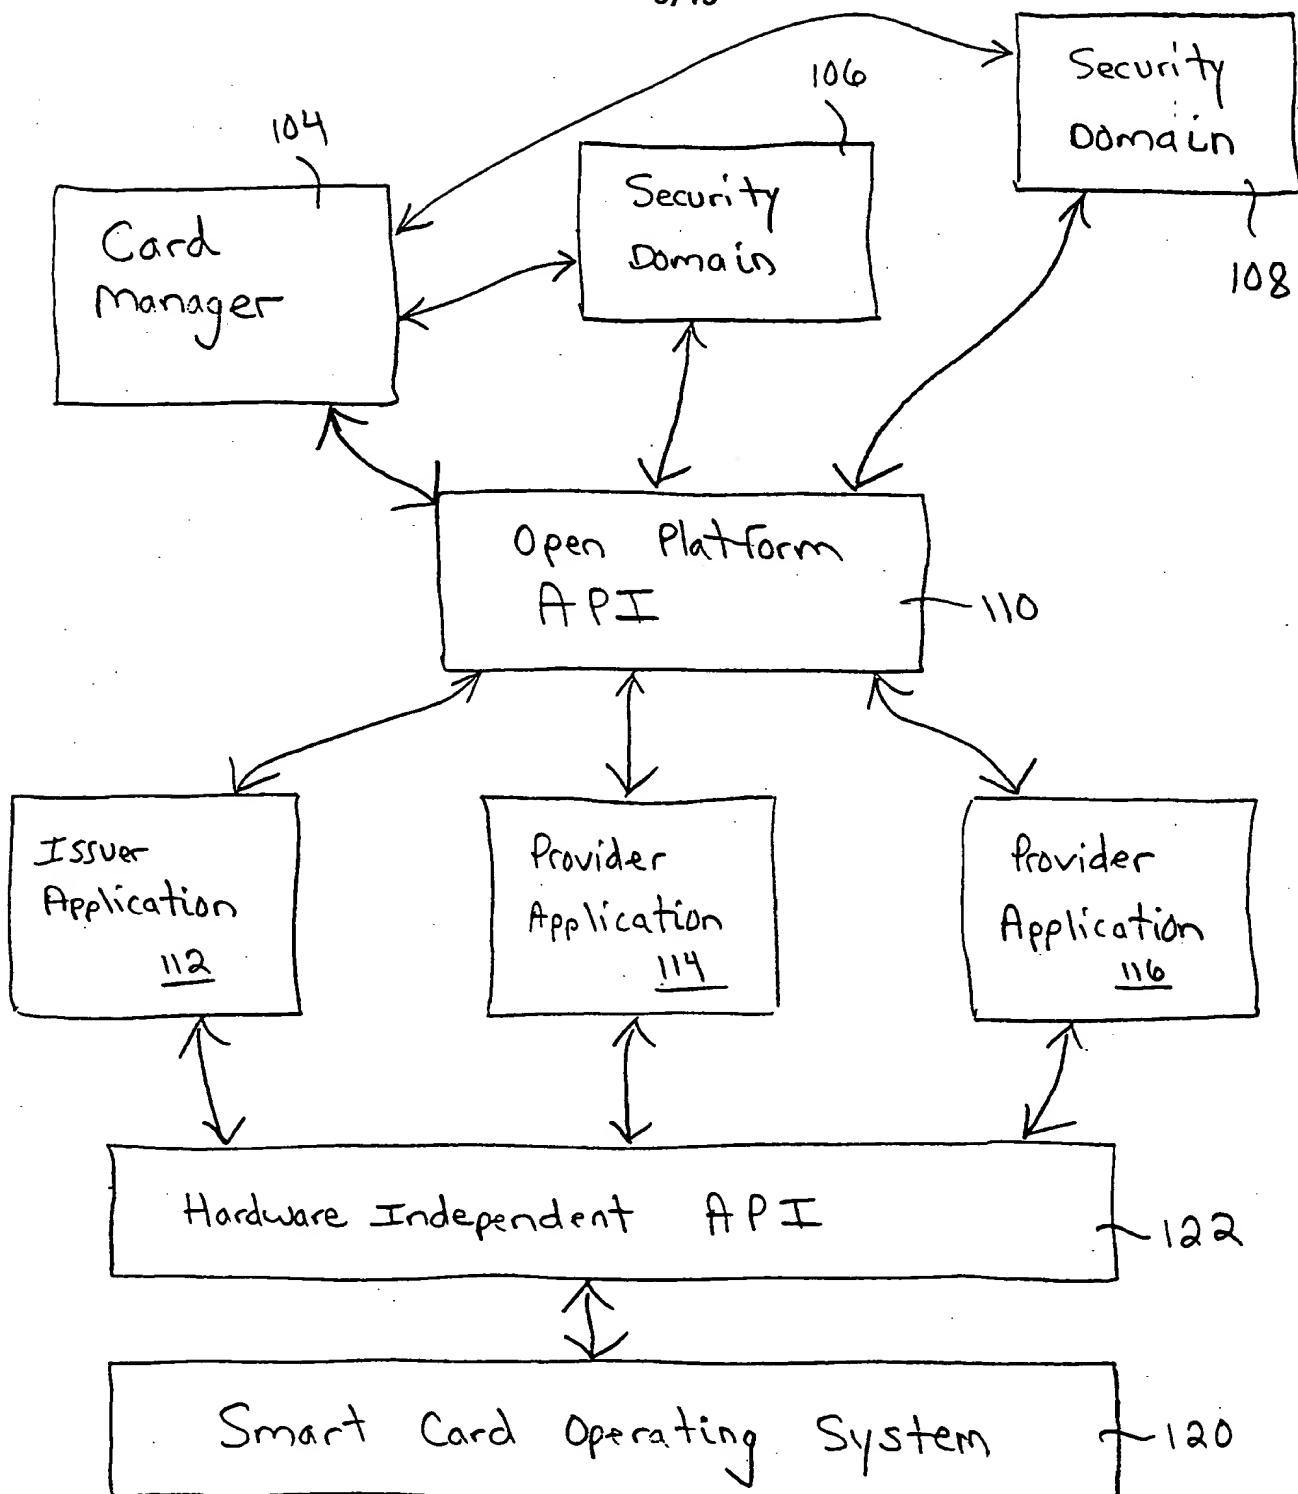 Security
Domain
108
106
Security
Domain
104
Card
Manager
Open Platform
API
110
Issuer
Application
112
Provider
Application
114
Provider
Application
116
Hardware Independent API
122
Smart Card Operating System
120